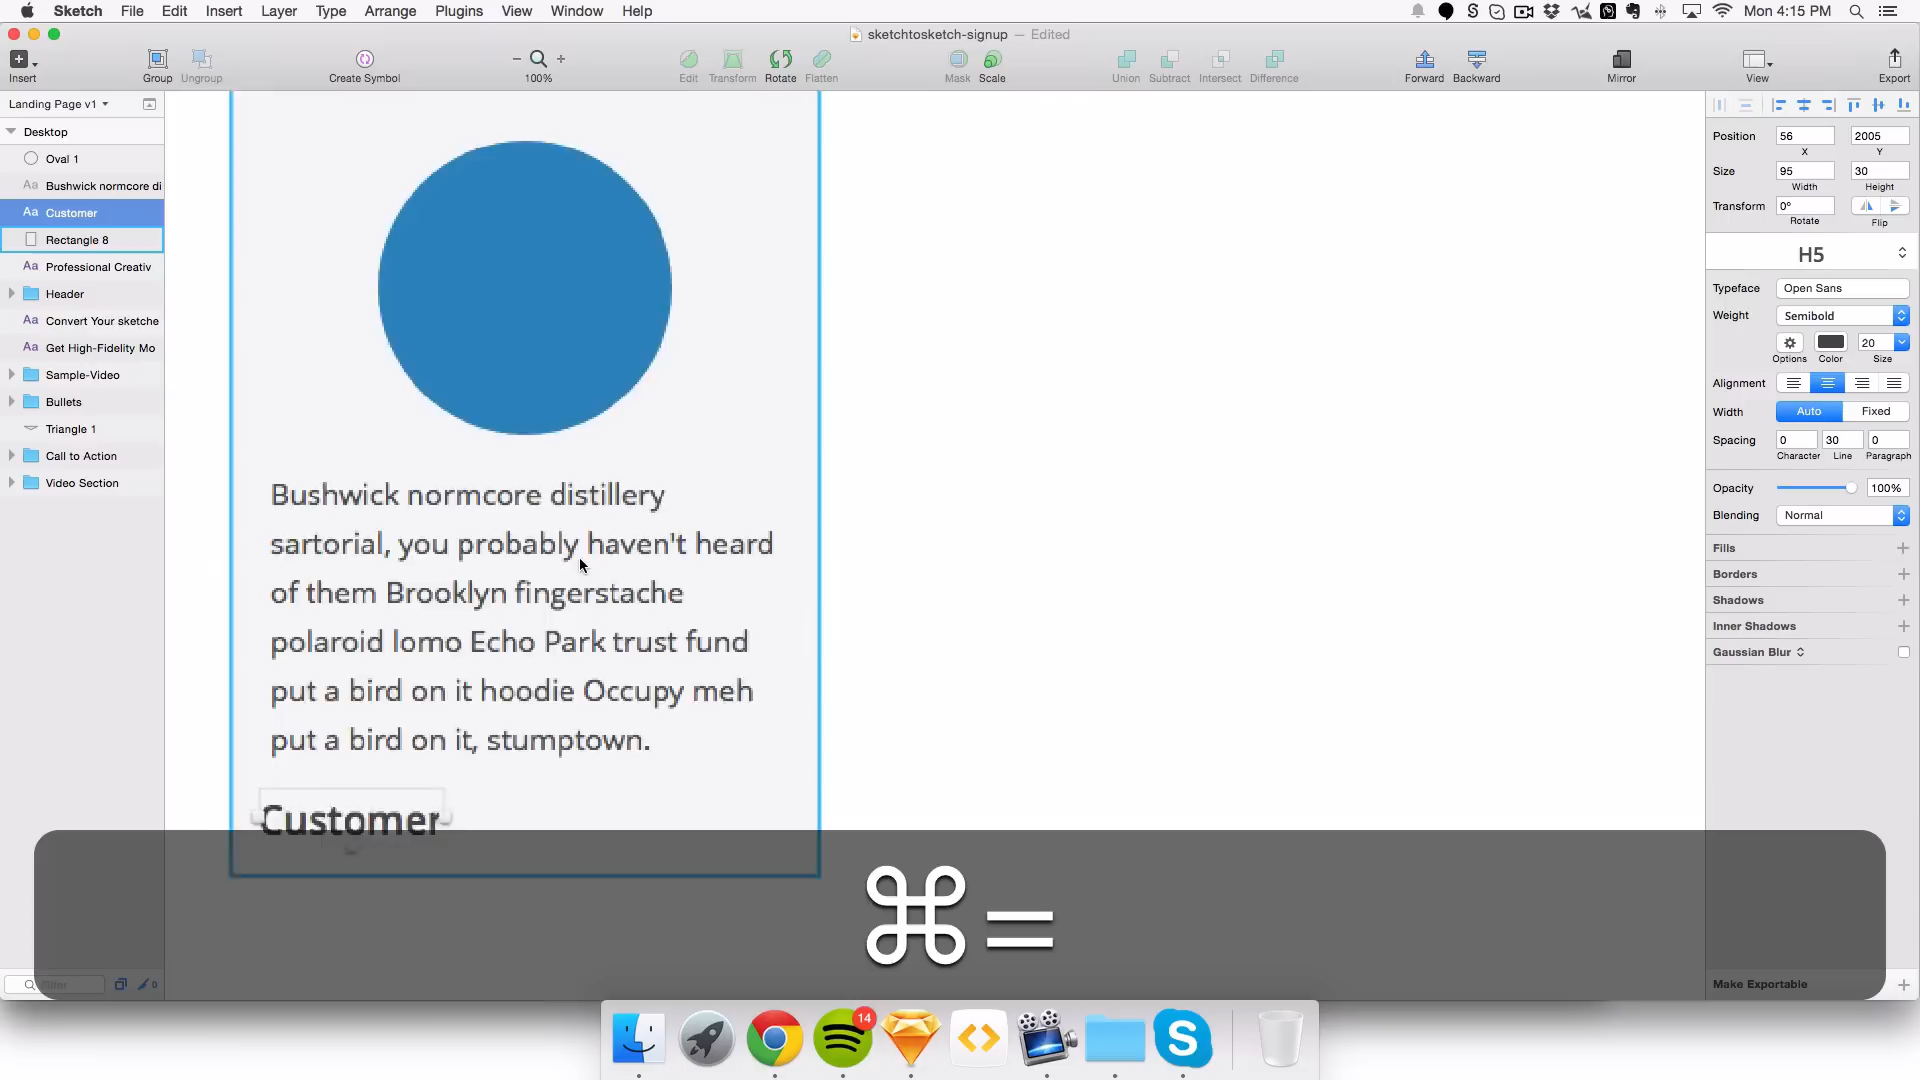 Sketch File Edit Insert Layer Type Arrange Plugins View Window Help Mon 4:15 PM
sketchtosketch-signup — Edited
Insert Group Ungroup Create Symbol 100% Edit Transform Rotate Flatten Mask Scale Union Subtract Intersect Difference Forward Backward Mirror View Export
Landing Page v1
Desktop
Oval 1
Bushwick normcore di
Customer
Rectangle 8
Professional Creativ
Header
Convert Your sketche
Get High-Fidelity Mo
Sample-Video
Bullets
Triangle 1
Call to Action
Video Section
Bushwick normcore distillery
sartorial, you probably haven't heard
of them Brooklyn fingerstache
polaroid lomo Echo Park trust fund
put a bird on it hoodie Occupy meh
put a bird on it, stumptown.
Customer
⌘=
Position 56 2005
X Y
Size 95 30
Width Height
Transform 0°
Rotate Flip
H5
Typeface Open Sans
Weight Semibold
20
Options Color Size
Alignment
Width Auto Fixed
Spacing 0 30 0
Character Line Paragraph
Opacity 100%
Blending Normal
Fills
Borders
Shadows
Inner Shadows
Gaussian Blur
Make Exportable
Filter
0
14